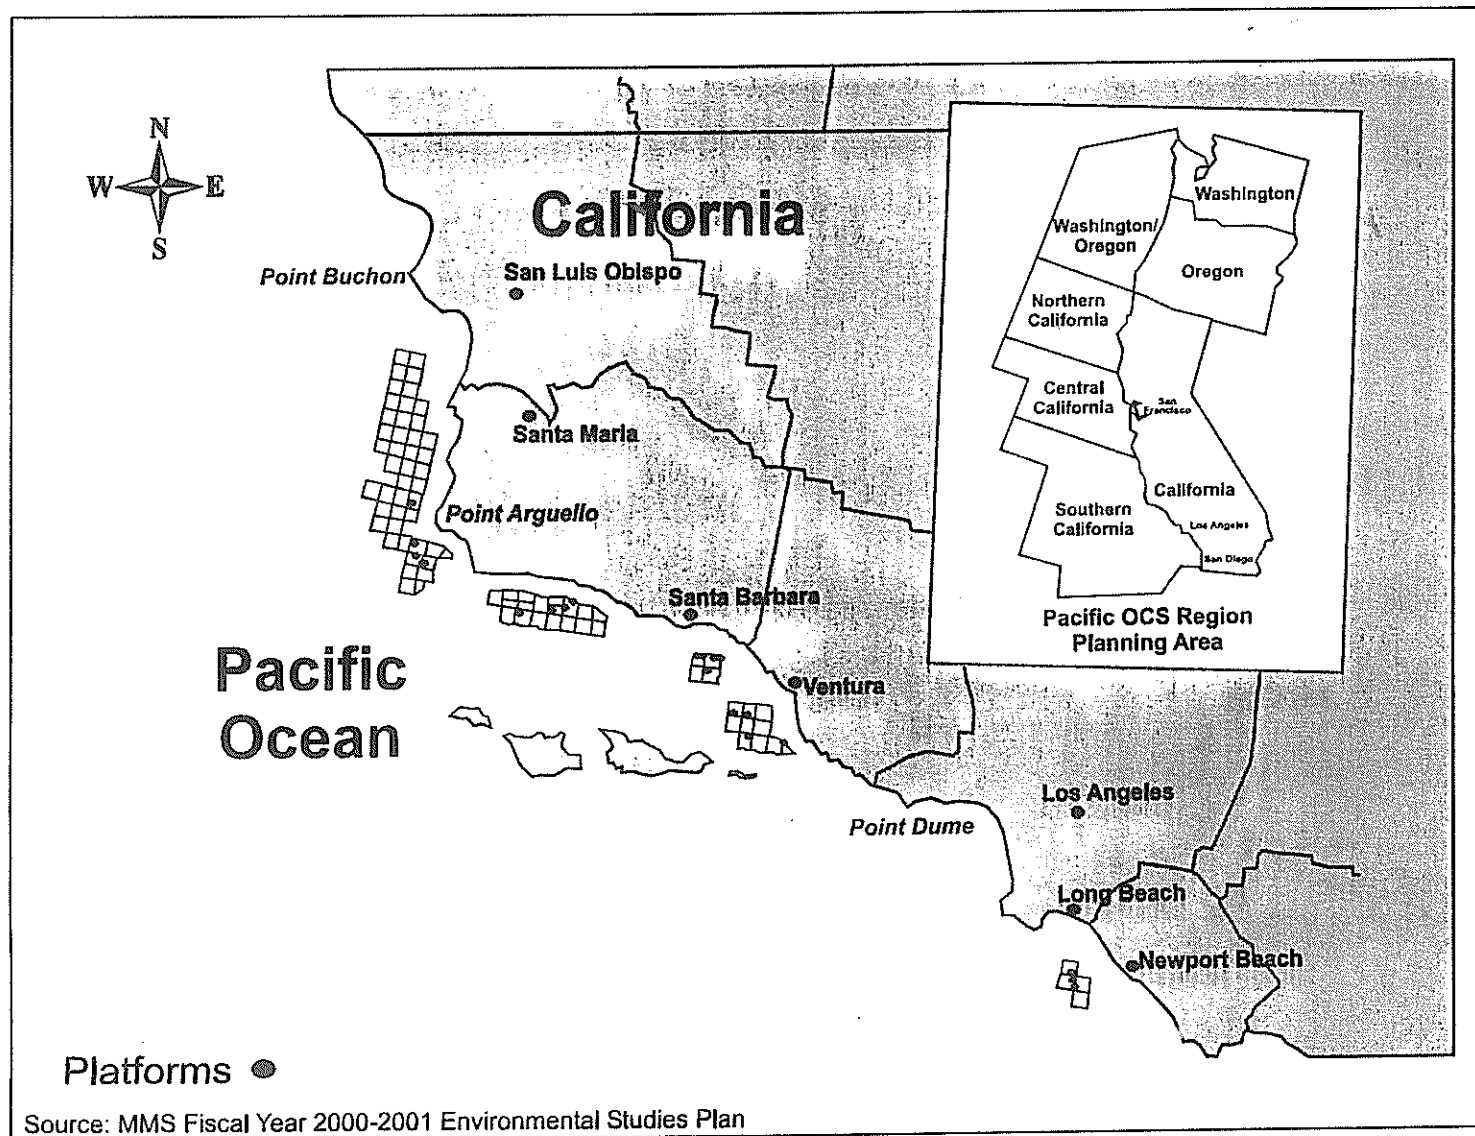 N
W E
S
California
Point Buchon
San Luis Obispo
Santa Maria
Point Arguello
Santa Barbara
Ventura
Pacific
Ocean
Los Angeles
Point Dume
Long Beach
Newport Beach
Washington
Washington/
Oregon
Oregon
Northern
California
Central
California
San
Francisco
California
Southern
California
Los Angeles
San Diego
Pacific OCS Region
Planning Area
Platforms
Source: MMS Fiscal Year 2000-2001 Environmental Studies Plan